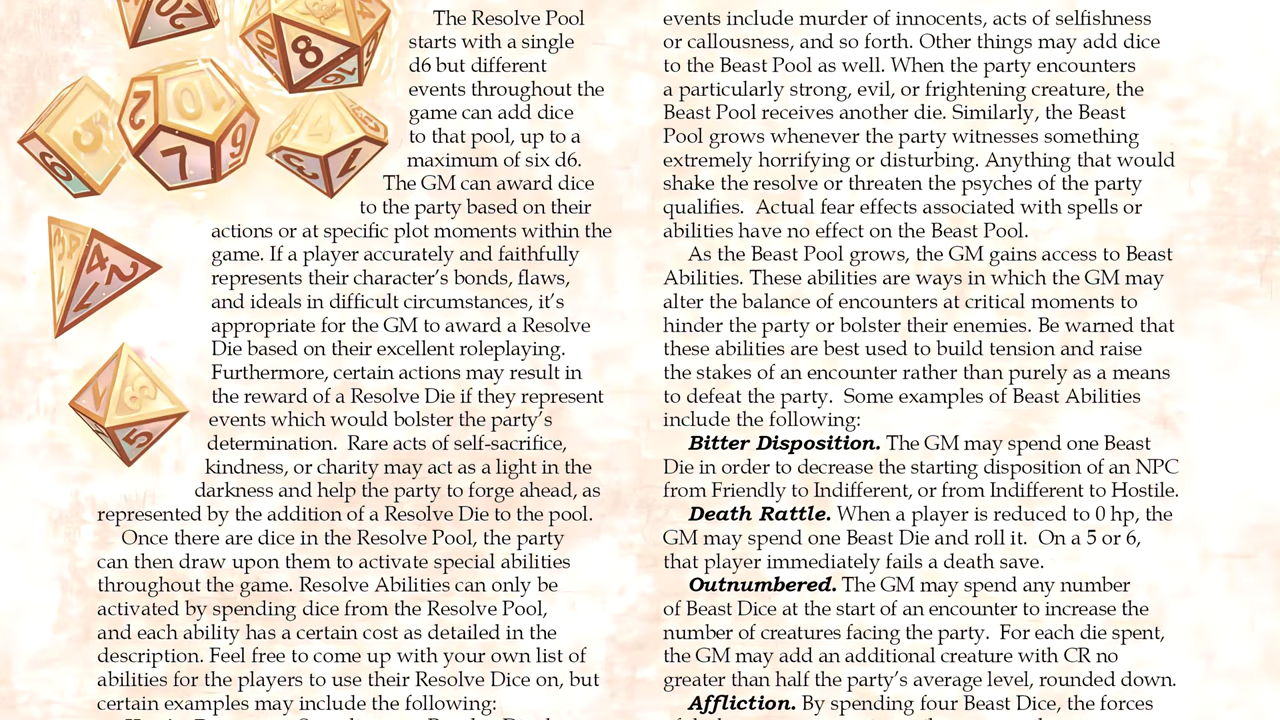 The Resolve Pool
starts with a single
d6 but different
events throughout the
game can add dice
to that pool, up to a
maximum of six d6.
The GM can award dice
to the party based on their
actions or at specific plot moments within the
game. If a player accurately and faithfully
represents their character's bonds, flaws,
and ideals in difficult circumstances, it's
appropriate for the GM to award a Resolve
Die based on their excellent roleplaying.
Furthermore, certain actions may result in
the reward of a Resolve Die if they represent
events which would bolster the party's
determination.  Rare acts of self-sacrifice,
kindness, or charity may act as a light in the
darkness and help the party to forge ahead, as
represented by the addition of a Resolve Die to the pool.
Once there are dice in the Resolve Pool, the party
can then draw upon them to activate special abilities
throughout the game. Resolve Abilities can only be
activated by spending dice from the Resolve Pool,
and each ability has a certain cost as detailed in the
description. Feel free to come up with your own list of
abilities for the players to use their Resolve Dice on, but
certain examples may include the following:
events include murder of innocents, acts of selfishness
or callousness, and so forth. Other things may add dice
to the Beast Pool as well. When the party encounters
a particularly strong, evil, or frightening creature, the
Beast Pool receives another die. Similarly, the Beast
Pool grows whenever the party witnesses something
extremely horrifying or disturbing. Anything that would
shake the resolve or threaten the psyches of the party
qualifies.  Actual fear effects associated with spells or
abilities have no effect on the Beast Pool.
As the Beast Pool grows, the GM gains access to Beast
Abilities. These abilities are ways in which the GM may
alter the balance of encounters at critical moments to
hinder the party or bolster their enemies. Be warned that
these abilities are best used to build tension and raise
the stakes of an encounter rather than purely as a means
to defeat the party.  Some examples of Beast Abilities
include the following:
Bitter Disposition. The GM may spend one Beast
Die in order to decrease the starting disposition of an NPC
from Friendly to Indifferent, or from Indifferent to Hostile.
Death Rattle. When a player is reduced to 0 hp, the
GM may spend one Beast Die and roll it.  On a 5 or 6,
that player immediately fails a death save.
Outnumbered. The GM may spend any number
of Beast Dice at the start of an encounter to increase the
number of creatures facing the party.  For each die spent,
the GM may add an additional creature with CR no
greater than half the party's average level, rounded down.
Affliction. By spending four Beast Dice, the forces